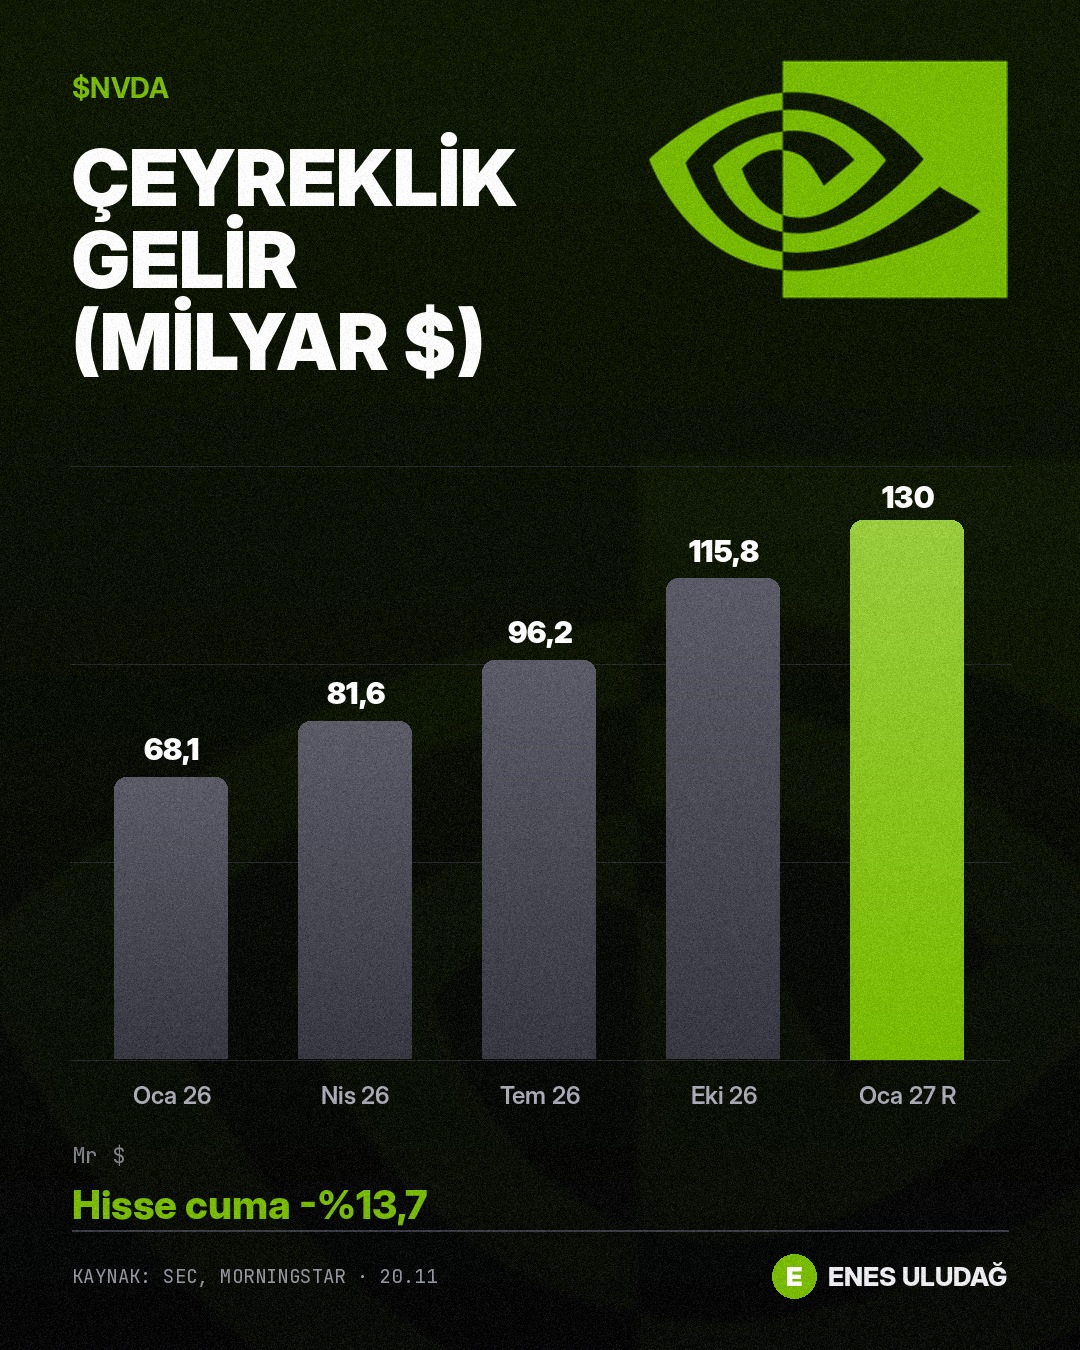 $NVDA
ÇEYREKLİK
GELİR
(MİLYAR $)
68,1
81,6
96,2
115,8
130
Oca 26
Nis 26
Tem 26
Eki 26
Oca 27 R
Mr $
Hisse cuma -%13,7
KAYNAK: SEC, MORNINGSTAR · 20.11
E ENES ULUDAĞ